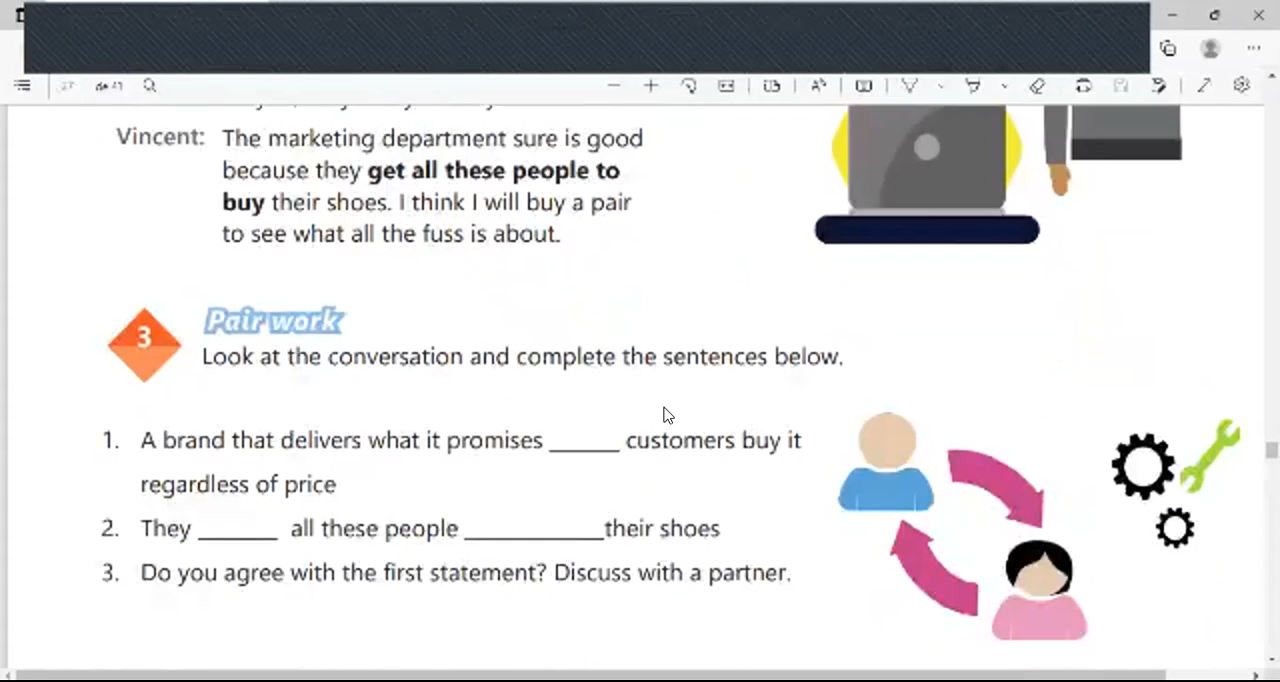 de 41
Vincent: The marketing department sure is good
because they get all these people to
buy their shoes. I think I will buy a pair
to see what all the fuss is about.
3
Pair work
Look at the conversation and complete the sentences below.
1. A brand that delivers what it promises ______ customers buy it
regardless of price
2. They _______ all these people ____________their shoes
3. Do you agree with the first statement? Discuss with a partner.